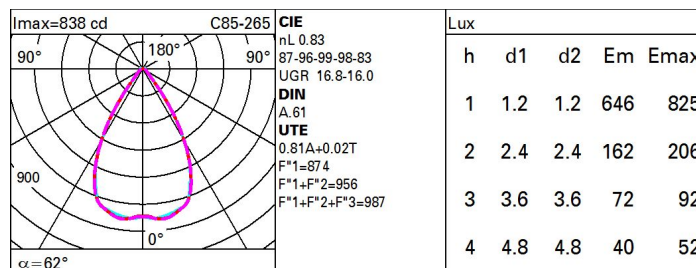 Imax=838 cd C85-265
90° 180° 90°
900
0°
α=62°
CIE
nL 0.83
87-96-99-98-83
UGR 16.8-16.0
DIN
A.61
UTE
0.81A+0.02T
F"1=874
F"1+F"2=956
F"1+F"2+F"3=987
Lux
h d1 d2 Em Emax
1 1.2 1.2 646 825
2 2.4 2.4 162 206
3 3.6 3.6 72 92
4 4.8 4.8 40 52